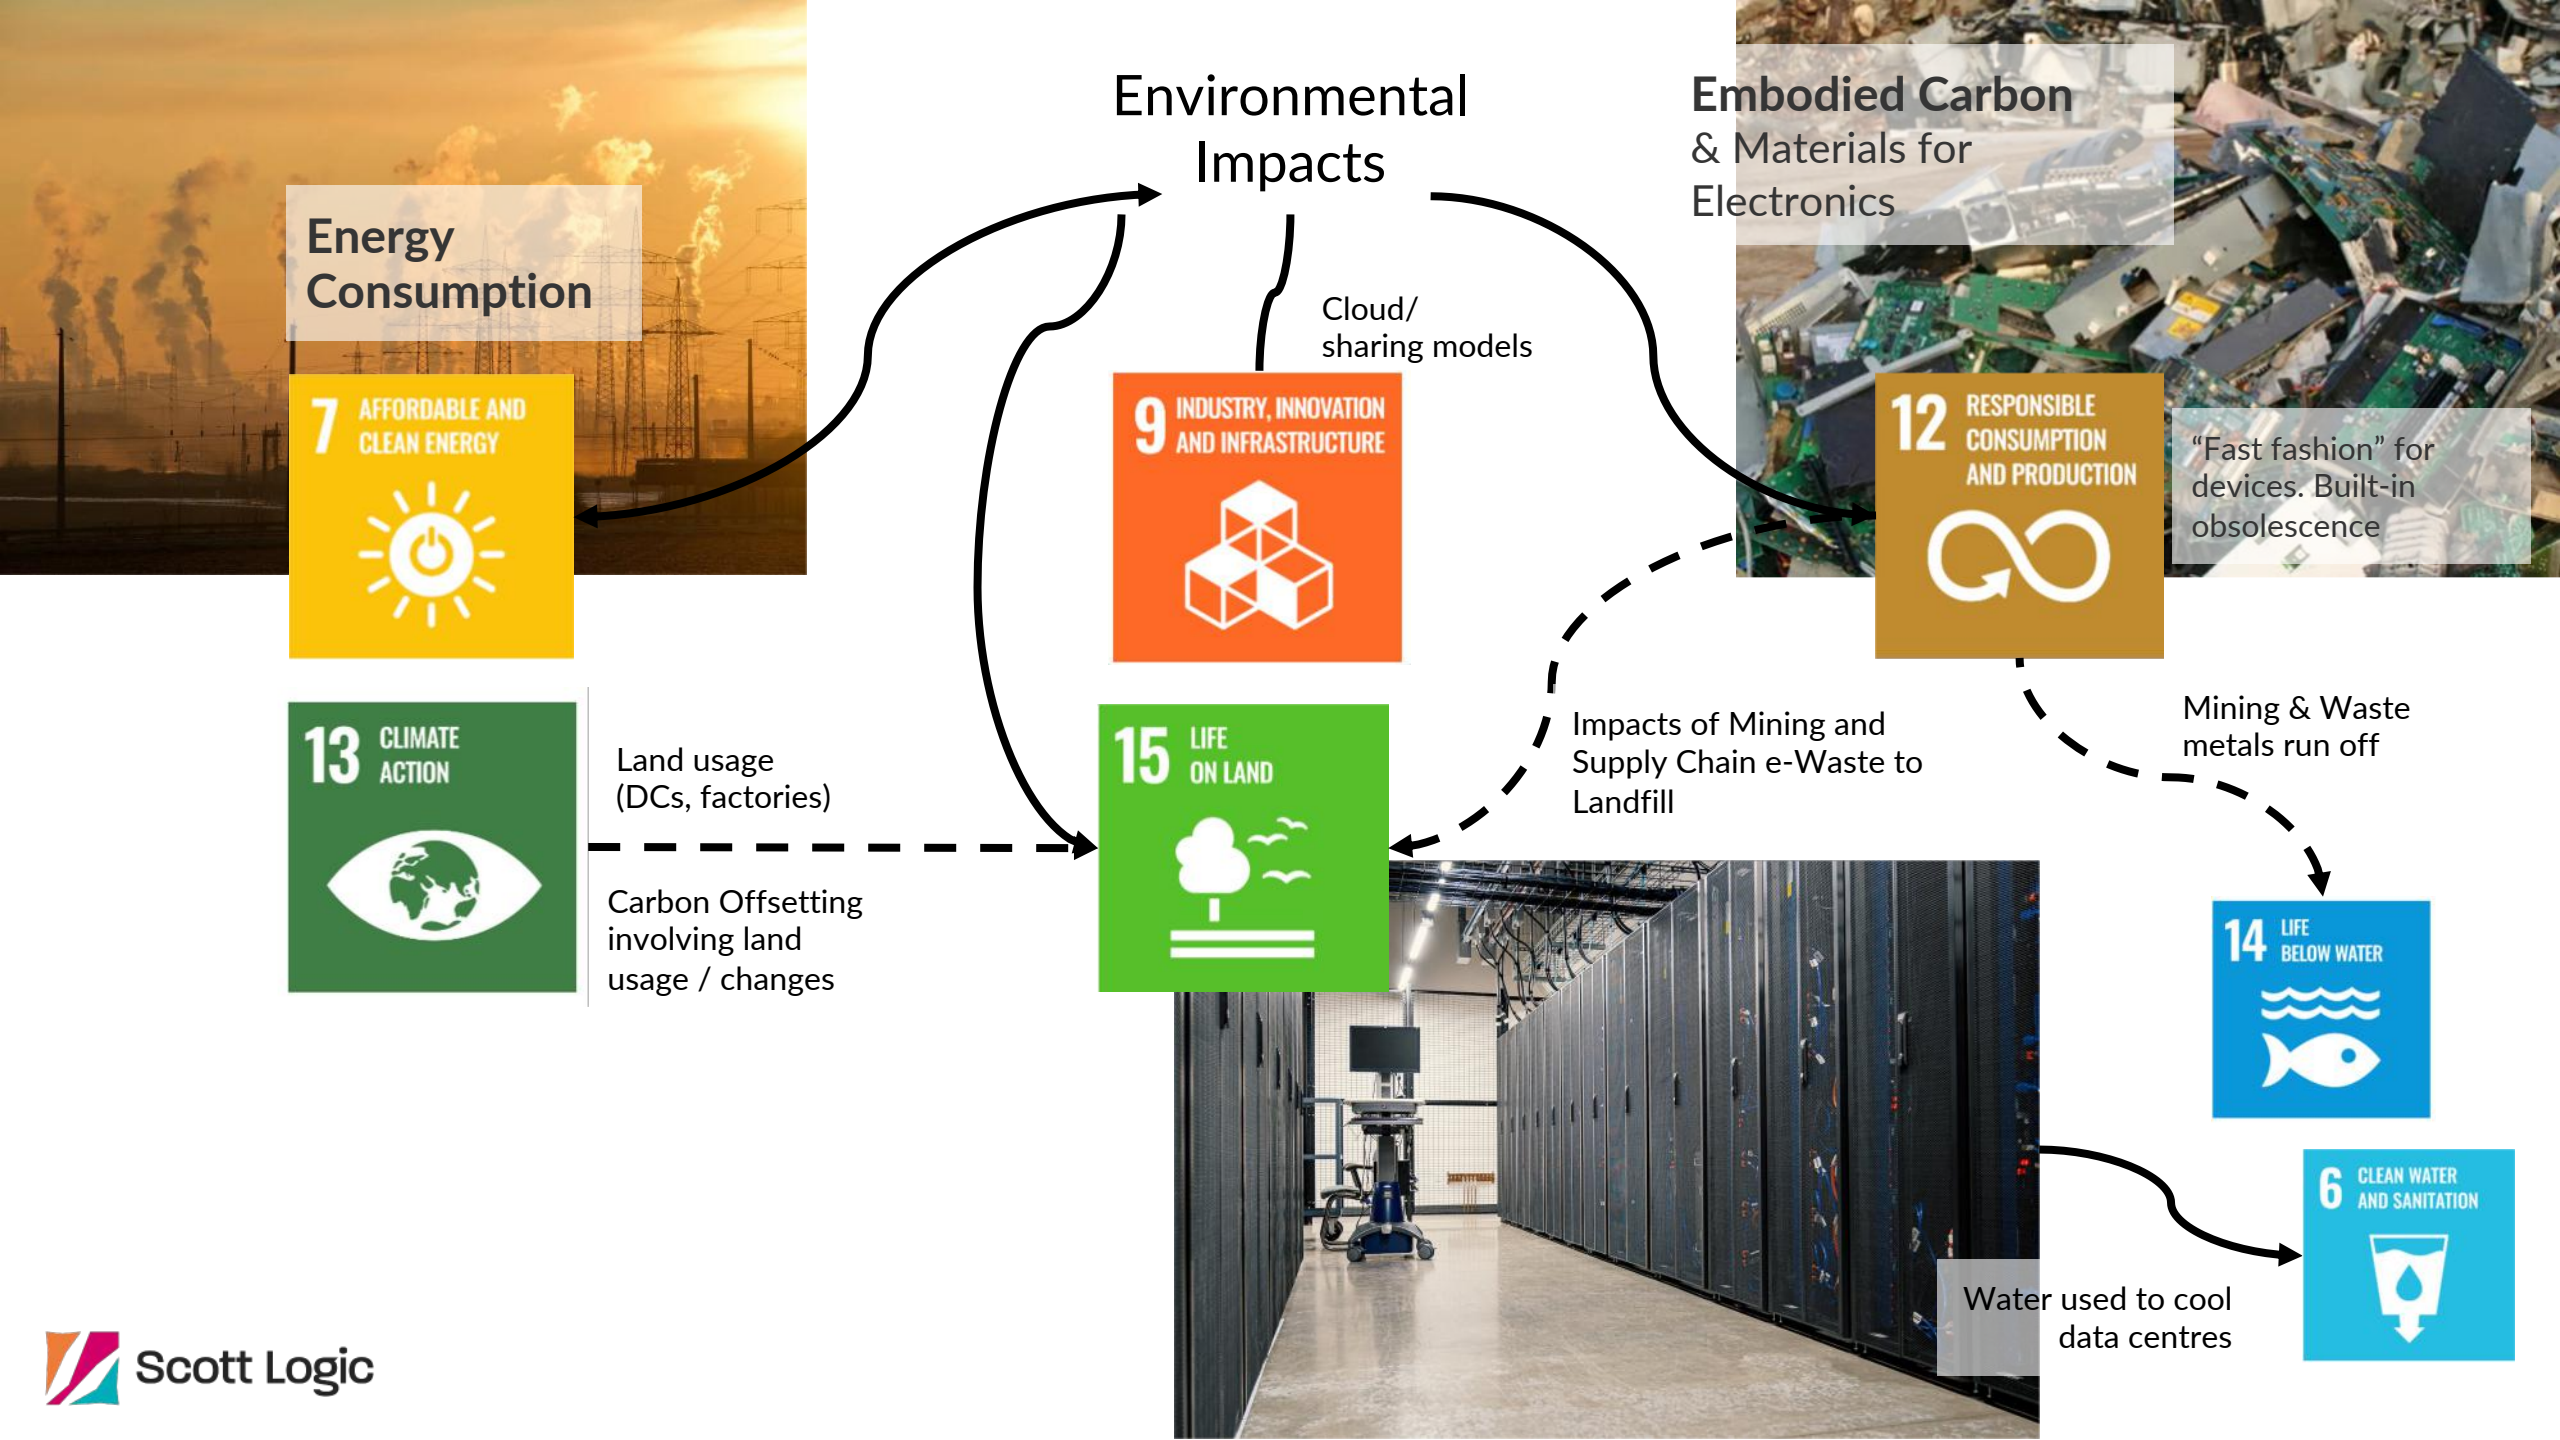 Environmental
Impacts
Energy
Consumption
Embodied Carbon
& Materials for
Electronics
Cloud/
sharing models
7 AFFORDABLE AND
CLEAN ENERGY
9 INDUSTRY, INNOVATION
AND INFRASTRUCTURE
12 RESPONSIBLE
CONSUMPTION
AND PRODUCTION
“Fast fashion” for
devices. Built-in
obsolescence
13 CLIMATE
ACTION
Land usage
(DCs, factories)
Carbon Offsetting
involving land
usage / changes
15 LIFE
ON LAND
Impacts of Mining and
Supply Chain e-Waste to
Landfill
Mining & Waste
metals run off
14 LIFE
BELOW WATER
6 CLEAN WATER
AND SANITATION
Water used to cool
data centres
Scott Logic